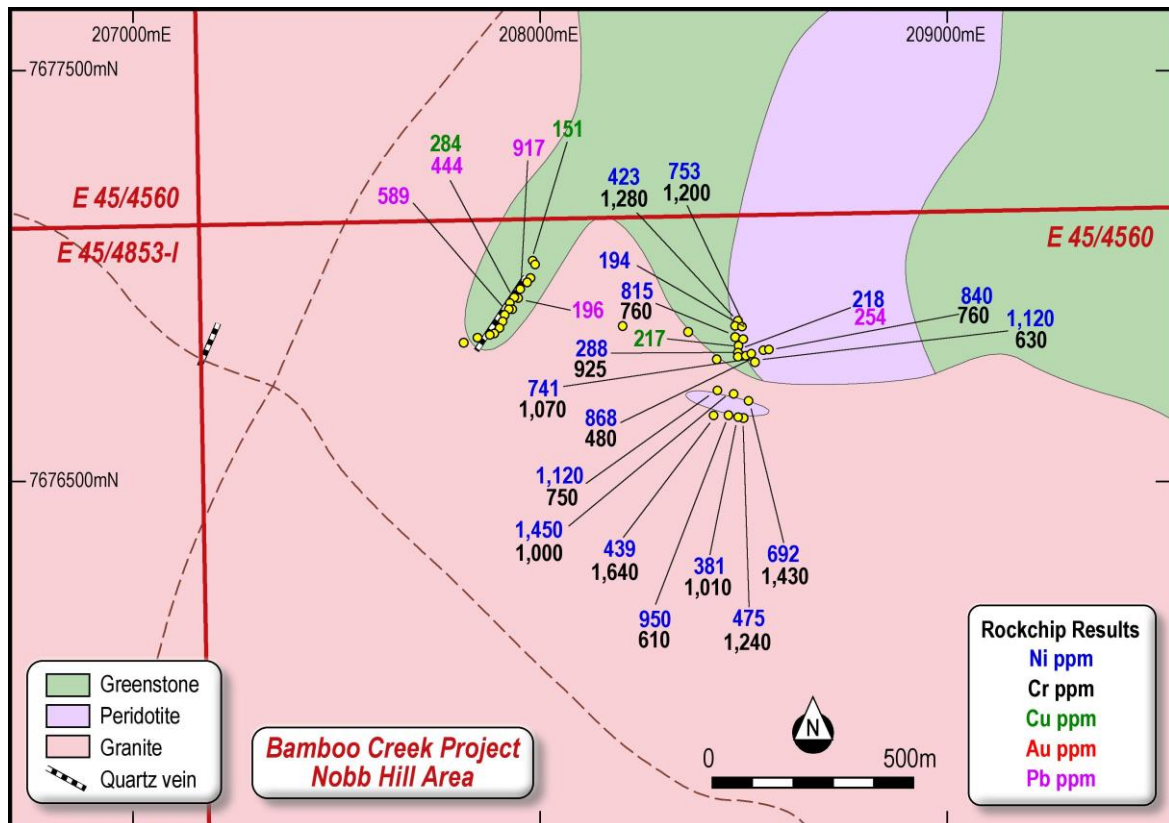 207000mE
208000mE
209000mE
7677500mN
151
284
444
917
589
423
1,280
753
1,200
E 45/4560
E 45/4853-I
E 45/4560
194
815
760
196
217
218
254
840
760
1,120
630
288
925
741
1,070
868
480
7676500mN
1,120
750
1,450
1,000
439
1,640
381
1,010
692
1,430
950
610
475
1,240
Rockchip Results
Ni ppm
Cr ppm
Cu ppm
Au ppm
Pb ppm
Greenstone
Peridotite
Granite
Quartz vein
Bamboo Creek Project
Nobb Hill Area
N
0
500m